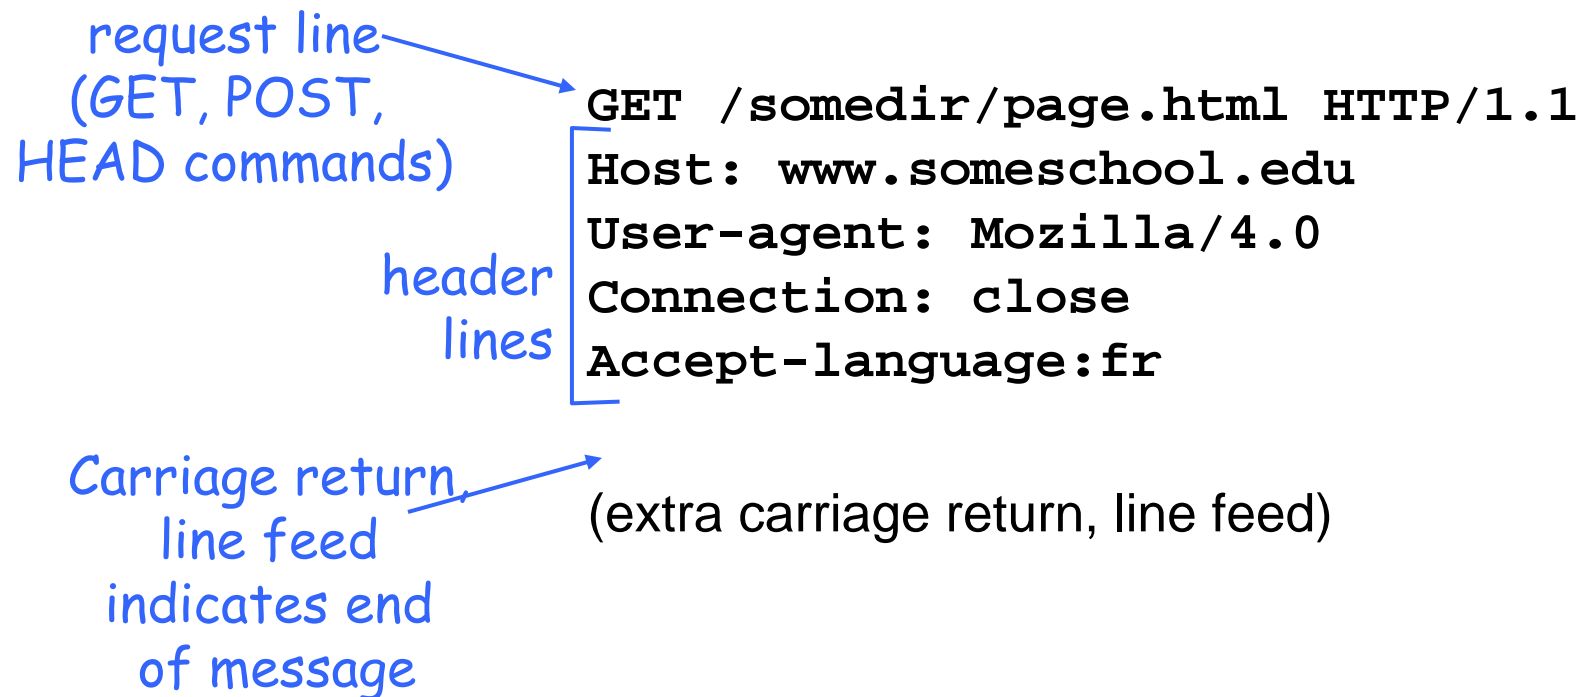 request line
(GET, POST,
HEAD commands)
GET /somedir/page.html HTTP/1.1
Host: www.someschool.edu
User-agent: Mozilla/4.0
Connection: close
Accept-language:fr
header
lines
Carriage return,
line feed
indicates end
of message
(extra carriage return, line feed)